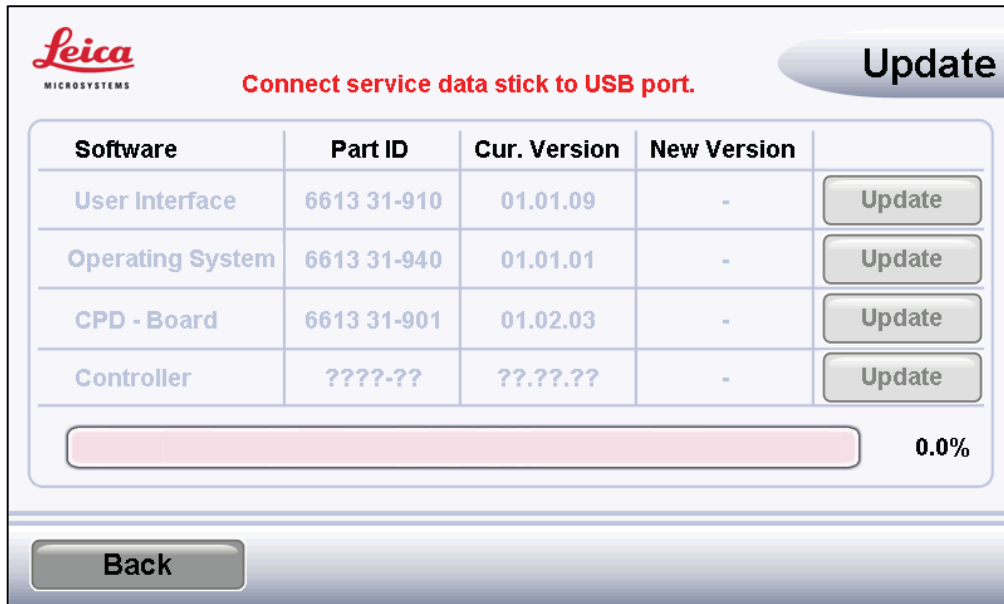 Leica
MICROSYSTEMS
Update
Connect service data stick to USB port.
Software Part ID Cur. Version New Version
User Interface 6613 31-910 01.01.09 - Update
Operating System 6613 31-940 01.01.01 - Update
CPD - Board 6613 31-901 01.02.03 - Update
Controller ????-?? ??.??.?? - Update
0.0%
Back